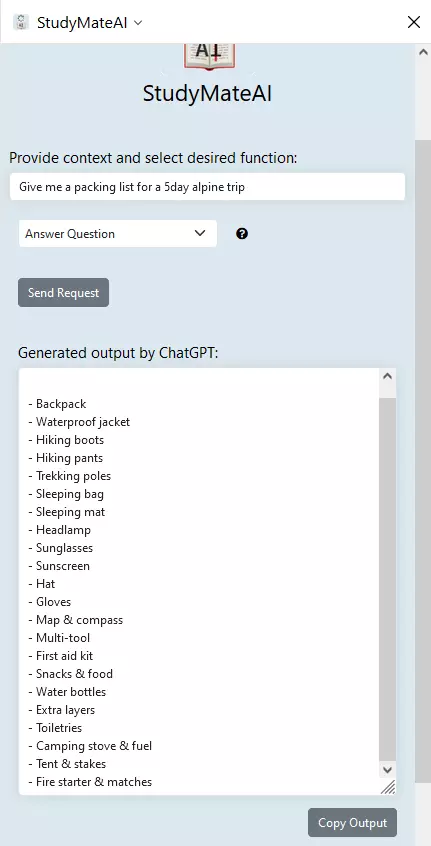 StudyMateAI
StudyMateAI
Provide context and select desired function:
Give me a packing list for a 5day alpine trip
Answer Question
Send Request
Generated output by ChatGPT:
- Backpack
- Waterproof jacket
- Hiking boots
- Hiking pants
- Trekking poles
- Sleeping bag
- Sleeping mat
- Headlamp
- Sunglasses
- Sunscreen
- Hat
- Gloves
- Map & compass
- Multi-tool
- First aid kit
- Snacks & food
- Water bottles
- Extra layers
- Toiletries
- Camping stove & fuel
- Tent & stakes
- Fire starter & matches
Copy Output